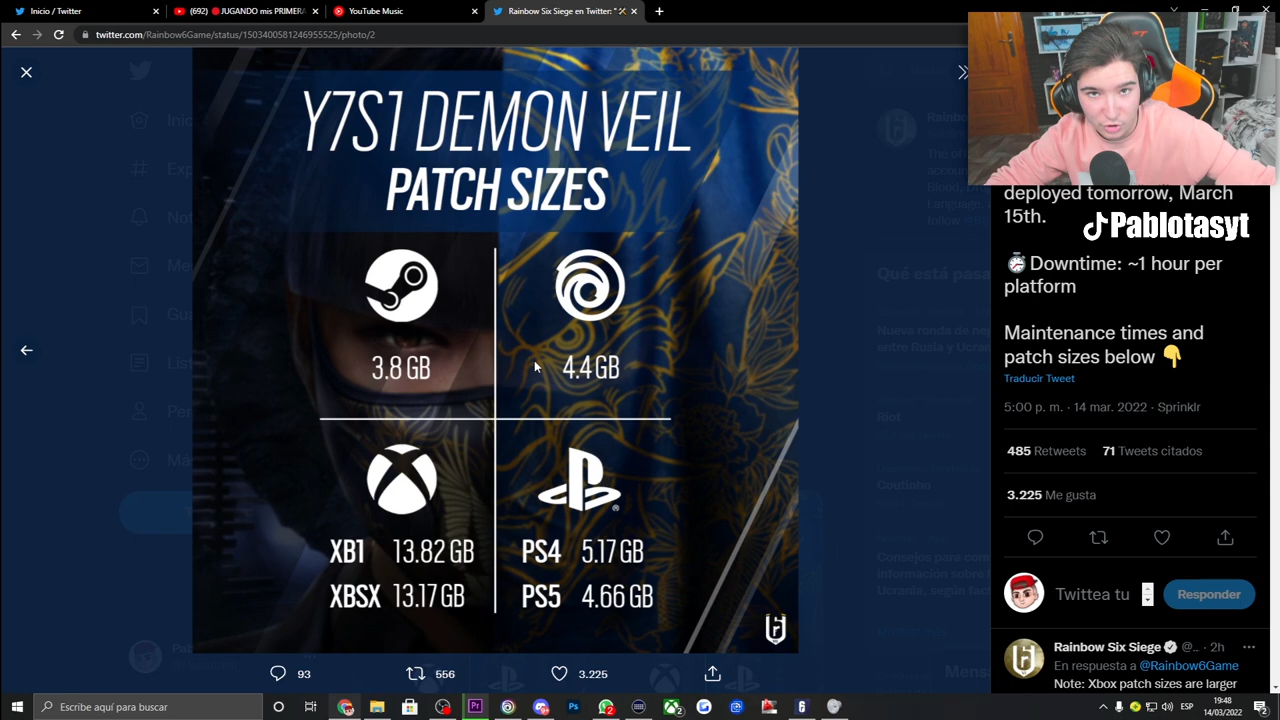 Inicio / Twitter
(692) 🔴JUGANDO mis PRIMERA
YouTube Music
Rainbow Six Siege en Twitter: "🛠
twitter.com/Rainbow6Game/status/1503400581246955525/photo/2
Y7S1 DEMON VEIL
PATCH SIZES
3.8 GB
4.4 GB
XB1 13.82 GB
XBSX 13.17 GB
PS4 5.17 GB
PS5 4.66 GB
93
556
3.225
deployed tomorrow, March
15th.
Pablotasyt
⏱Downtime: ~1 hour per
platform
Maintenance times and
patch sizes below 👇
Traducir Tweet
5:00 p. m. · 14 mar. 2022 · Sprinklr
485 Retweets 71 Tweets citados
3.225 Me gusta
Twittea tu
Responder
Rainbow Six Siege @.. · 2h
En respuesta a @Rainbow6Game
Note: Xbox patch sizes are larger
Escribe aquí para buscar
ESP
19:48
14/03/2022